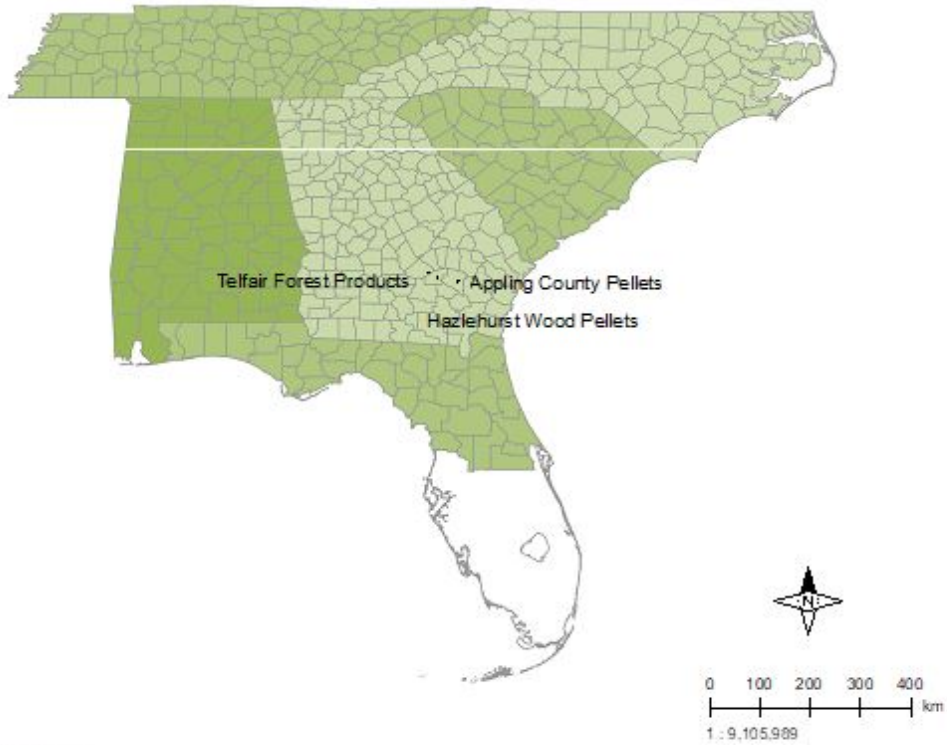 Telfair Forest Products
Appling County Pellets
Hazlehurst Wood Pellets
N
0 100 200 300 400
km
1 : 9,105,989